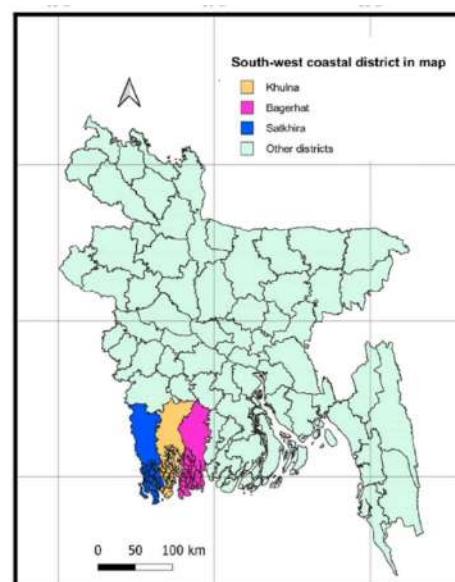 South-west coastal district in map
Khulna
Bagerhat
Satkhira
Other districts
0 50 100 km